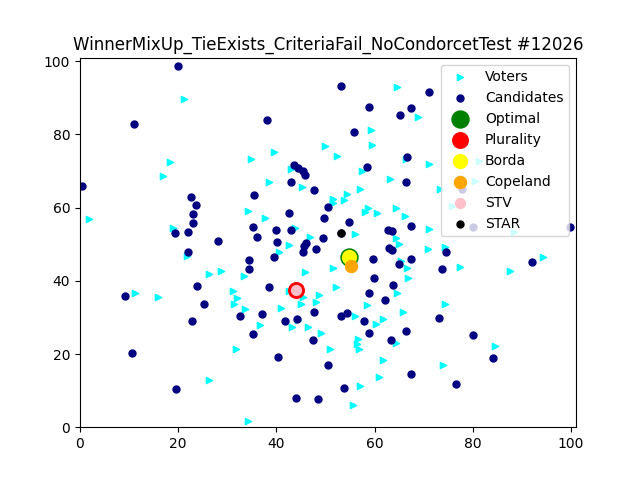 WinnerMixUp_TieExists_CriteriaFail_NoCondorcetTest #12026
100
80
60
40
20
0
0
20
40
60
80
100
Voters
Candidates
Optimal
Plurality
Borda
Copeland
STV
STAR